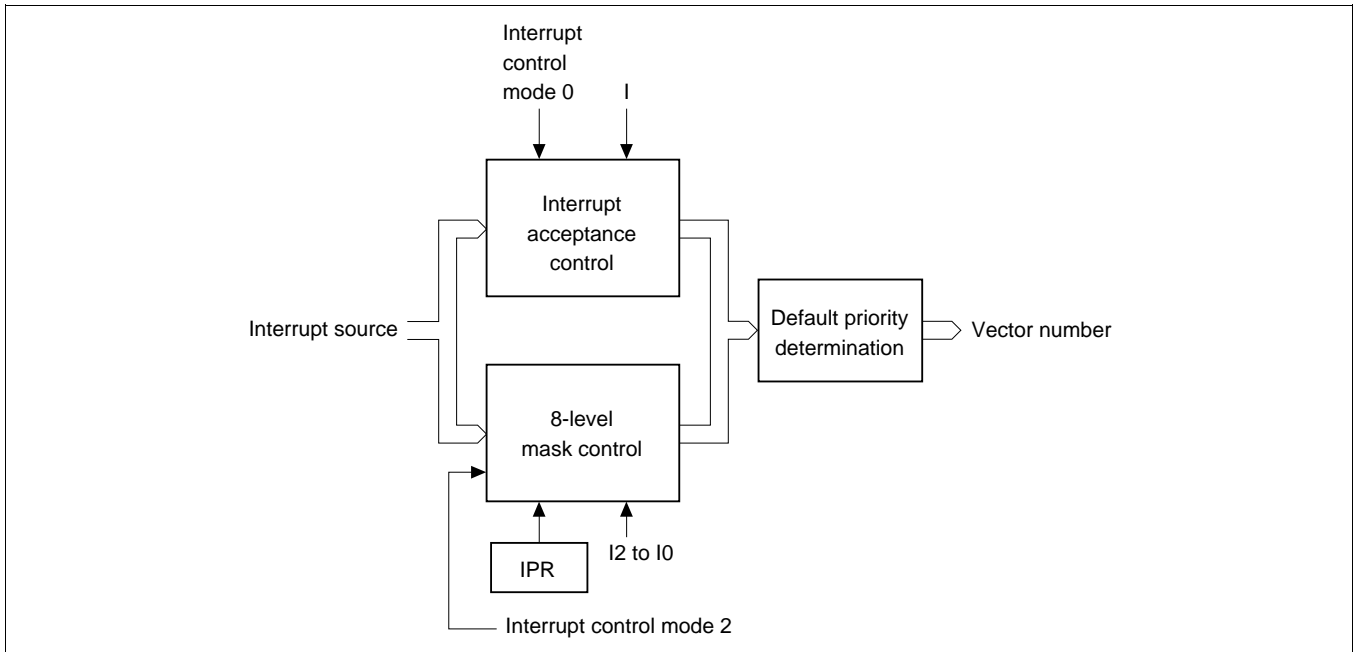 Interrupt
control
mode 0
I
Interrupt
acceptance
control
Interrupt source
Default priority
determination
Vector number
8-level
mask control
IPR
I2 to I0
Interrupt control mode 2